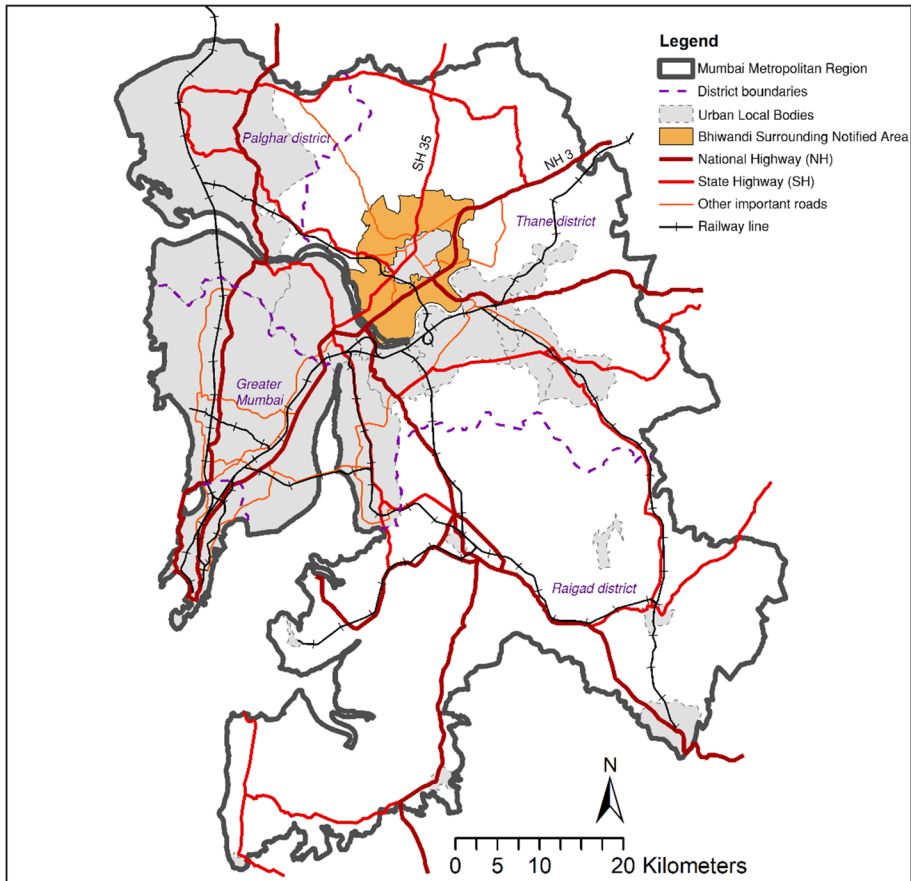 Legend
Mumbai Metropolitan Region
District boundaries
Urban Local Bodies
Bhiwandi Surrounding Notified Area
National Highway (NH)
State Highway (SH)
Other important roads
Railway line
Palghar district
SH 35
NH 3
Thane district
Greater
Mumbai
Raigad district
N
0 5 10 20 Kilometers